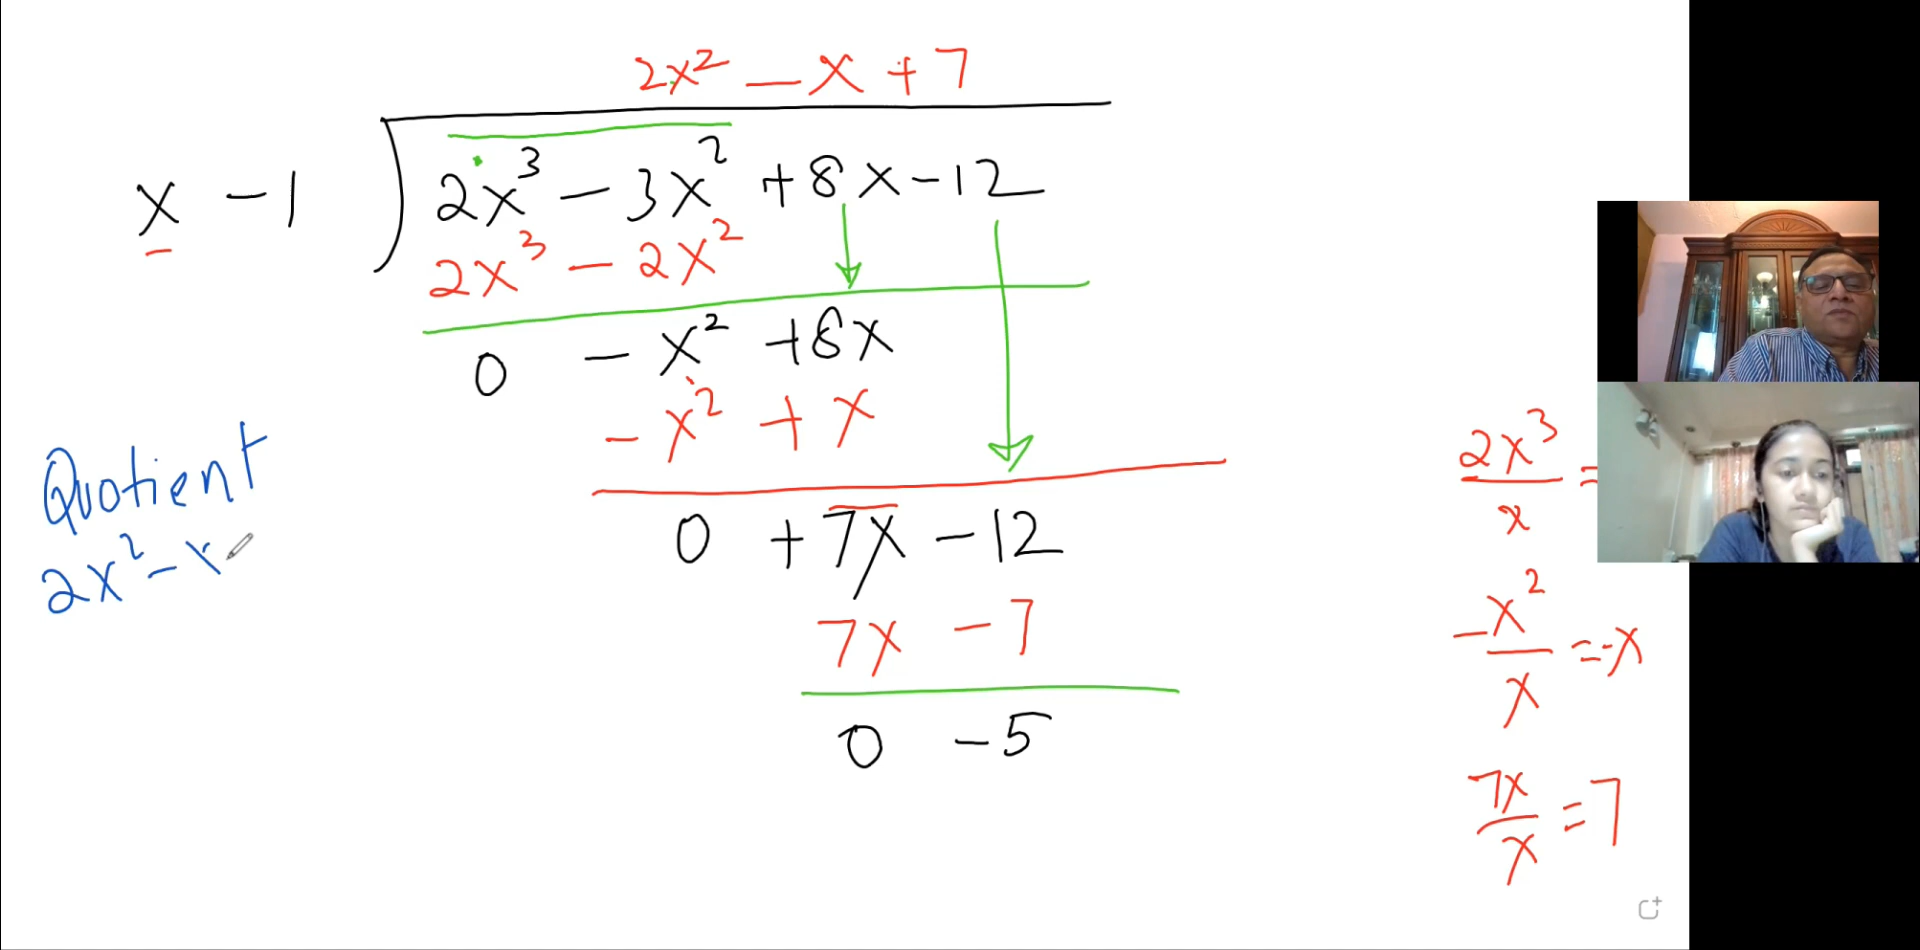 2x² - x + 7
x - 1 2x³ - 3x² + 8x - 12
2x³ - 2x²
0 - x² + 8x
- x² + x
0 + 7x - 12
7x - 7
0 - 5
Quotient
2x² - x
2x³
x =
-x²
x = -x
7x
x = 7